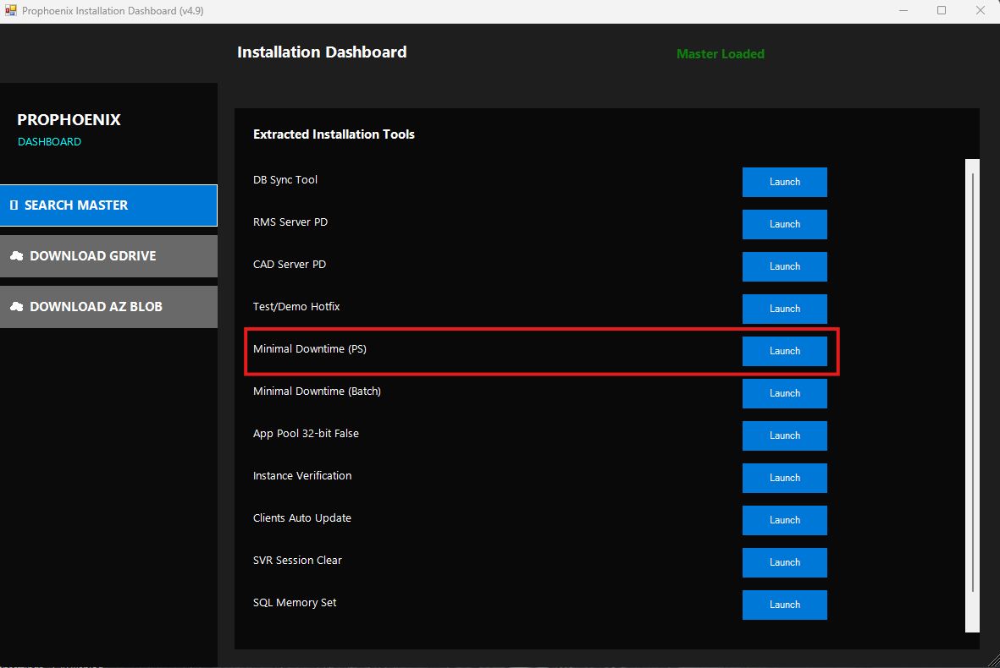 Prophoenix Installation Dashboard (v4.9)
Installation Dashboard
Master Loaded
PROPHOENIX
DASHBOARD
SEARCH MASTER
DOWNLOAD GDRIVE
DOWNLOAD AZ BLOB
Extracted Installation Tools
DB Sync Tool Launch
RMS Server PD Launch
CAD Server PD Launch
Test/Demo Hotfix Launch
Minimal Downtime (PS) Launch
Minimal Downtime (Batch) Launch
App Pool 32-bit False Launch
Instance Verification Launch
Clients Auto Update Launch
SVR Session Clear Launch
SQL Memory Set Launch